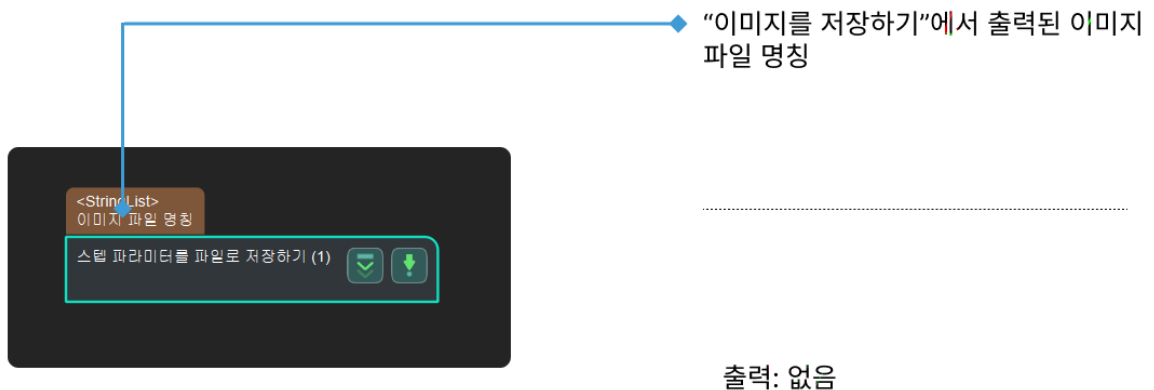 “이미지를 저장하기”에서 출력된 이미지
파일 명칭
<StringList>
이미지 파일 명칭
스텝 파라미터를 파일로 저장하기 (1)
출력: 없음